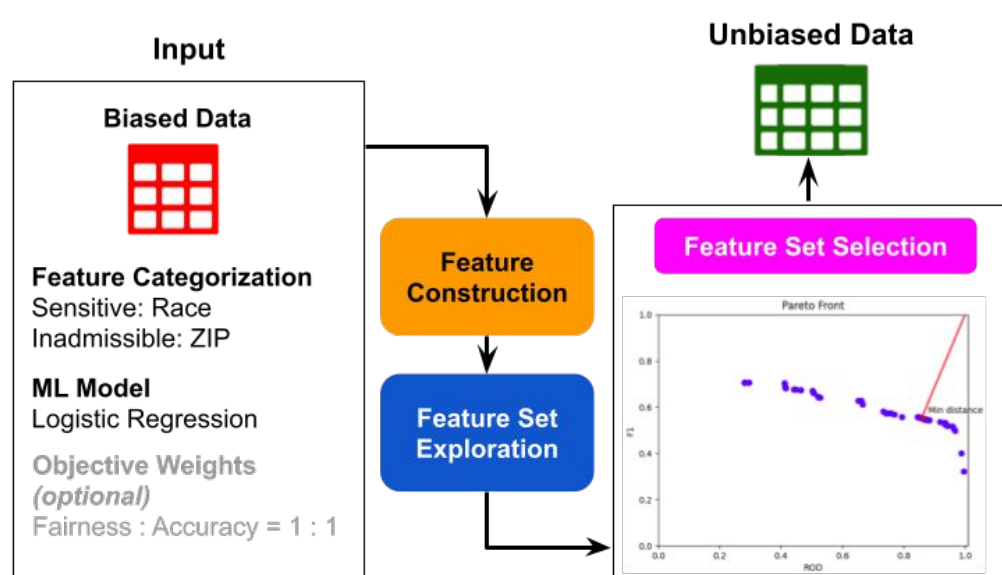 Input
Biased Data
Feature Categorization
Sensitive: Race
Inadmissible: ZIP
ML Model
Logistic Regression
Objective Weights
(optional)
Fairness : Accuracy = 1 : 1
Feature
Construction
Feature Set
Exploration
Unbiased Data
Feature Set Selection
Pareto Front
1.0
0.8
0.6
0.4
0.2
0.0
F1
Min distance
0.0 0.2 0.4 0.6 0.8 1.0
ROD